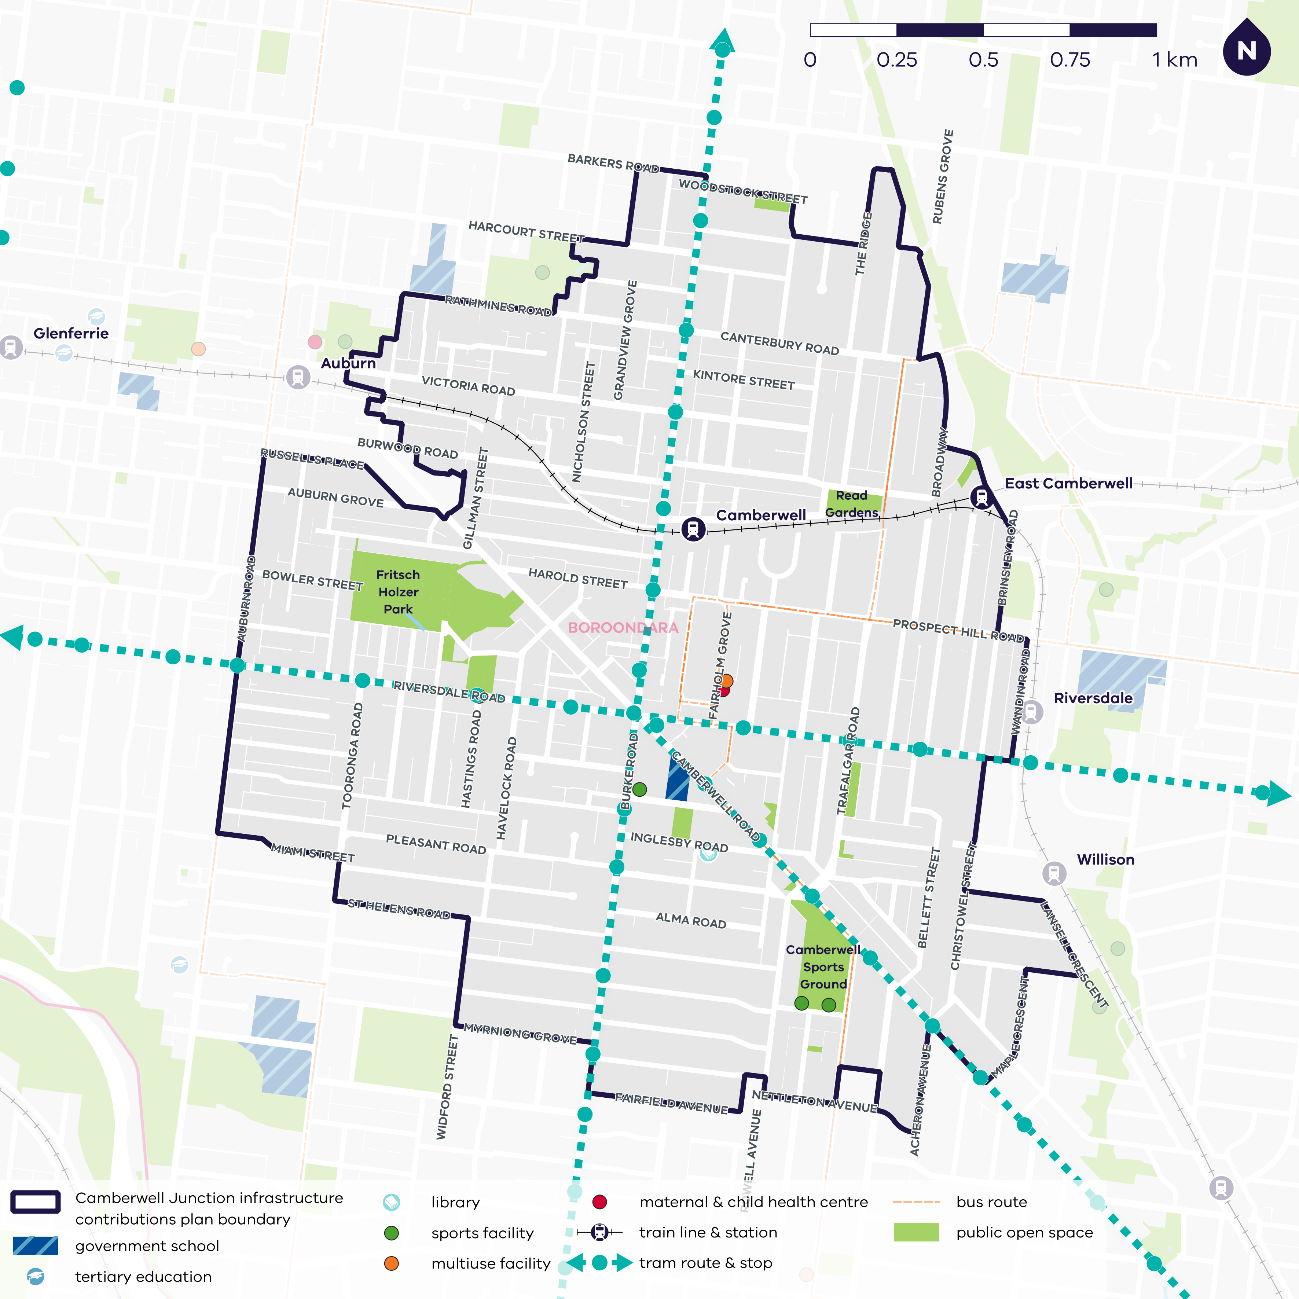 0 0.25 0.5 0.75 1 km
N
RUBENS GROVE
BARKERS ROAD
WOODSTOCK STREET
HARCOURT STREET
THE RIDGE
RATHMINES ROAD
GRANDVIEW GROVE
Glenferrie
CANTERBURY ROAD
Auburn
VICTORIA ROAD
KINTORE STREET
NICHOLSON STREET
BURWOOD ROAD
BROADWAY
RUSSELLS PLACE
GILLMAN STREET
East Camberwell
AUBURN GROVE
Read
Gardens
Camberwell
BRINSLEY ROAD
BOWLER STREET
Fritsch
Holzer
Park
HAROLD STREET
AUBURN ROAD
BOROONDARA
FAIRHOLM GROVE
PROSPECT HILL ROAD
RIVERSDALE ROAD
WANDIN ROAD
Riversdale
TOORONGA ROAD
HASTINGS ROAD
HAVELOCK ROAD
BURKE ROAD
CAMBERWELL ROAD
TRAFALGAR ROAD
PLEASANT ROAD
INGLESBY ROAD
MIAMI STREET
Willison
BELLETT STREET
CHRISTOWEL STREET
ST HELENS ROAD
ALMA ROAD
LANSELL CRESCENT
Camberwell
Sports
Ground
MAPLE CRESCENT
MYRNIONG GROVE
WIDFORD STREET
FAIRFIELD AVENUE
NETTLETON AVENUE
ACHERON AVENUE
Camberwell Junction infrastructure
contributions plan boundary
government school
tertiary education
library
sports facility
multiuse facility
maternal & child health centre
train line & station
tram route & stop
bus route
public open space